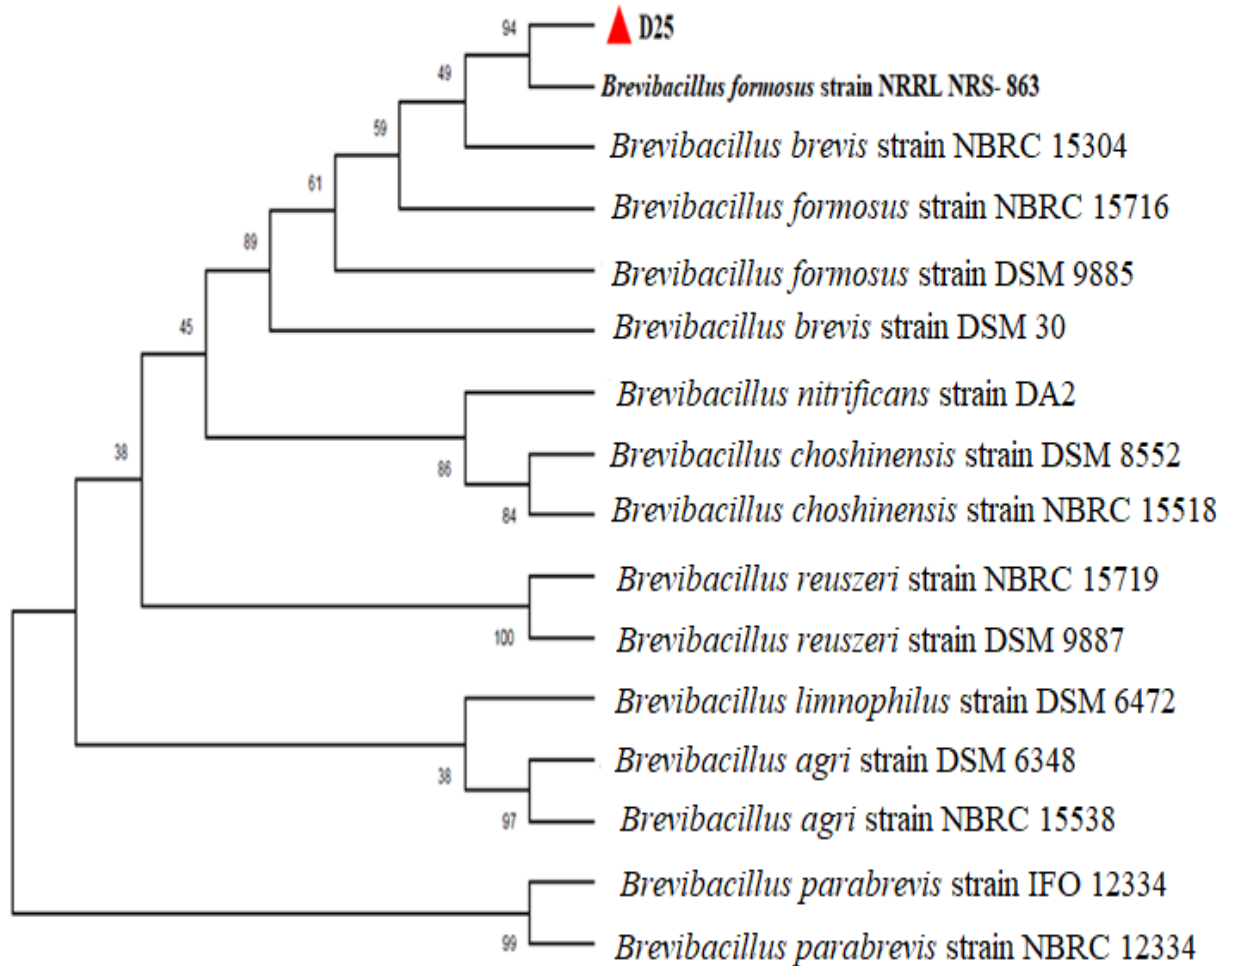 94
D25
49
Brevibacillus formosus strain NRRL NRS- 863
59
Brevibacillus brevis strain NBRC 15304
61
Brevibacillus formosus strain NBRC 15716
89
Brevibacillus formosus strain DSM 9885
45
Brevibacillus brevis strain DSM 30
Brevibacillus nitrificans strain DA2
38
86
Brevibacillus choshinensis strain DSM 8552
84
Brevibacillus choshinensis strain NBRC 15518
Brevibacillus reuszeri strain NBRC 15719
100
Brevibacillus reuszeri strain DSM 9887
Brevibacillus limnophilus strain DSM 6472
38
Brevibacillus agri strain DSM 6348
97
Brevibacillus agri strain NBRC 15538
Brevibacillus parabrevis strain IFO 12334
99
Brevibacillus parabrevis strain NBRC 12334